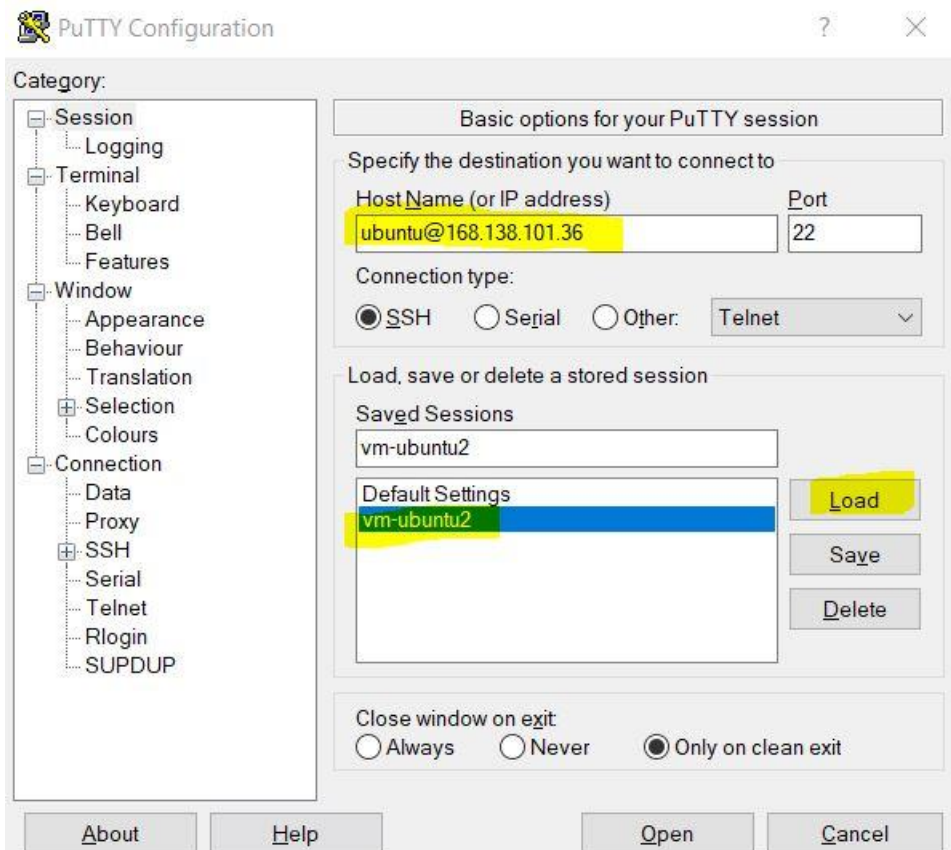 PuTTY Configuration
?
Category:
Session
Logging
Terminal
Keyboard
Bell
Features
Window
Appearance
Behaviour
Translation
Selection
Colours
Connection
Data
Proxy
SSH
Serial
Telnet
Rlogin
SUPDUP
Basic options for your PuTTY session
Specify the destination you want to connect to
Host Name (or IP address) Port
ubuntu@168.138.101.36 22
Connection type:
SSH Serial Other: Telnet
Load, save or delete a stored session
Saved Sessions
vm-ubuntu2
Default Settings
vm-ubuntu2
Load
Save
Delete
Close window on exit:
Always Never Only on clean exit
About Help Open Cancel